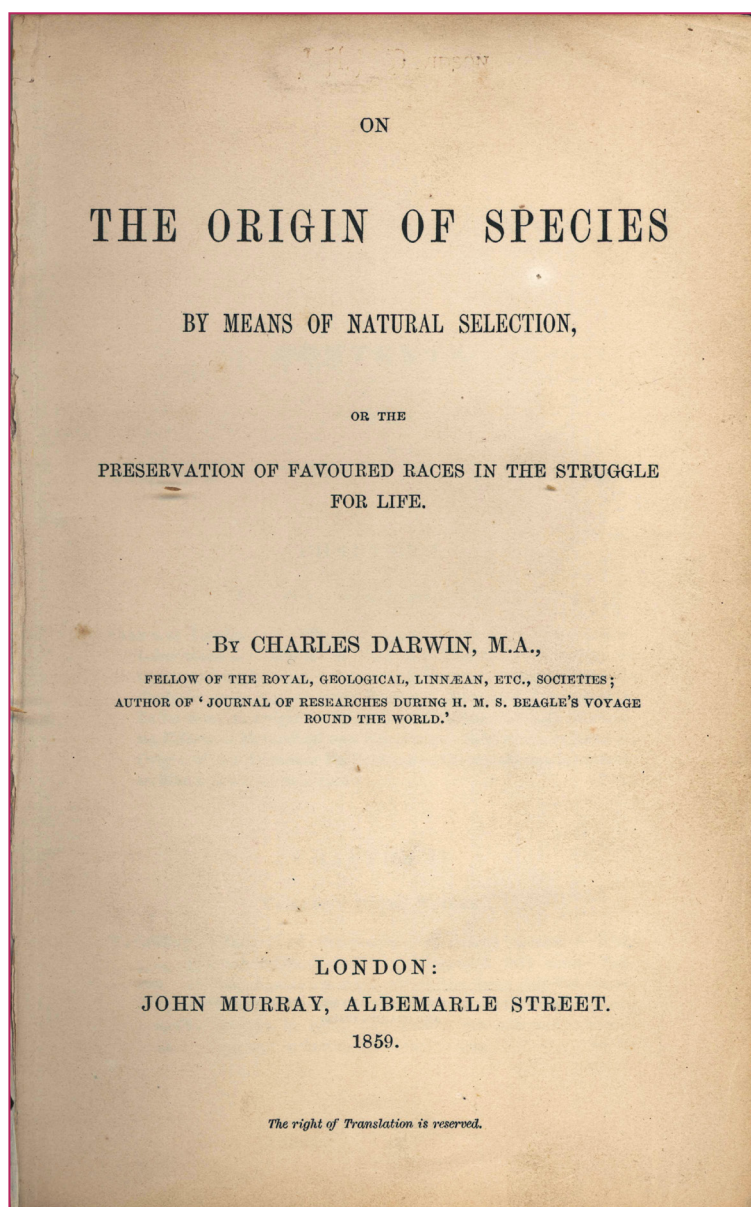 ON
THE ORIGIN OF SPECIES
BY MEANS OF NATURAL SELECTION,
OR THE
PRESERVATION OF FAVOURED RACES IN THE STRUGGLE
FOR LIFE.
BY CHARLES DARWIN, M.A.,
FELLOW OF THE ROYAL, GEOLOGICAL, LINNÆAN, ETC., SOCIETIES;
AUTHOR OF ‘ JOURNAL OF RESEARCHES DURING H. M. S. BEAGLE’S VOYAGE
ROUND THE WORLD.’
LONDON:
JOHN MURRAY, ALBEMARLE STREET.
1859.
The right of Translation is reserved.